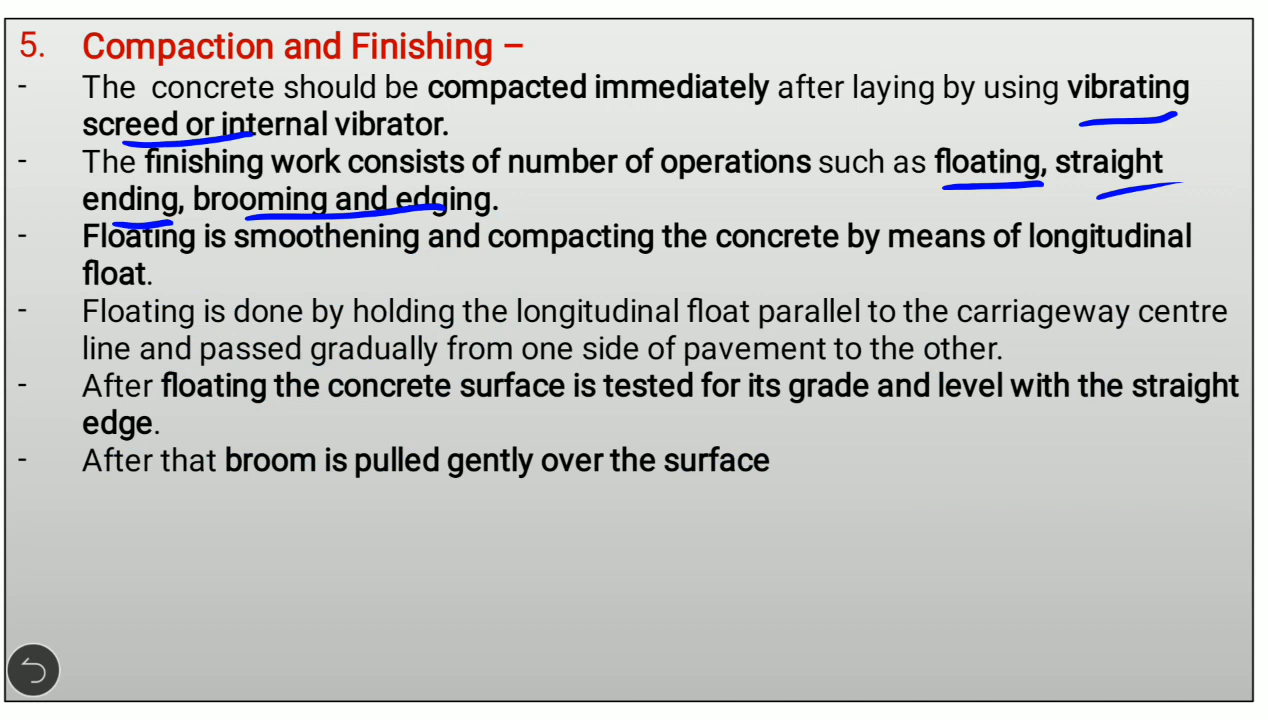 5. Compaction and Finishing –
- The concrete should be compacted immediately after laying by using vibrating
screed or internal vibrator.
- The finishing work consists of number of operations such as floating, straight
ending, brooming and edging.
- Floating is smoothening and compacting the concrete by means of longitudinal
float.
- Floating is done by holding the longitudinal float parallel to the carriageway centre
line and passed gradually from one side of pavement to the other.
- After floating the concrete surface is tested for its grade and level with the straight
edge.
- After that broom is pulled gently over the surface